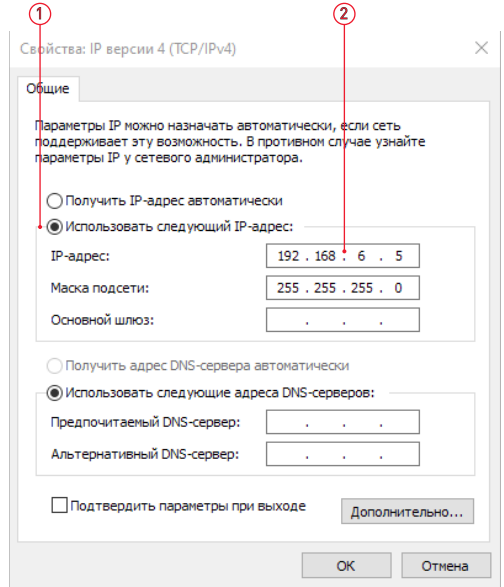 1 2
Свойства: IP версии 4 (TCP/IPv4)
Общие
Параметры IP можно назначать автоматически, если сеть
поддерживает эту возможность. В противном случае узнайте
параметры IP у сетевого администратора.
Получить IP-адрес автоматически
Использовать следующий IP-адрес:
IP-адрес: 192 . 168 . 6 . 5
Маска подсети: 255 . 255 . 255 . 0
Основной шлюз: . . .
Получить адрес DNS-сервера автоматически
Использовать следующие адреса DNS-серверов:
Предпочитаемый DNS-сервер: . . .
Альтернативный DNS-сервер: . . .
Подтвердить параметры при выходе
Дополнительно...
OK Отмена